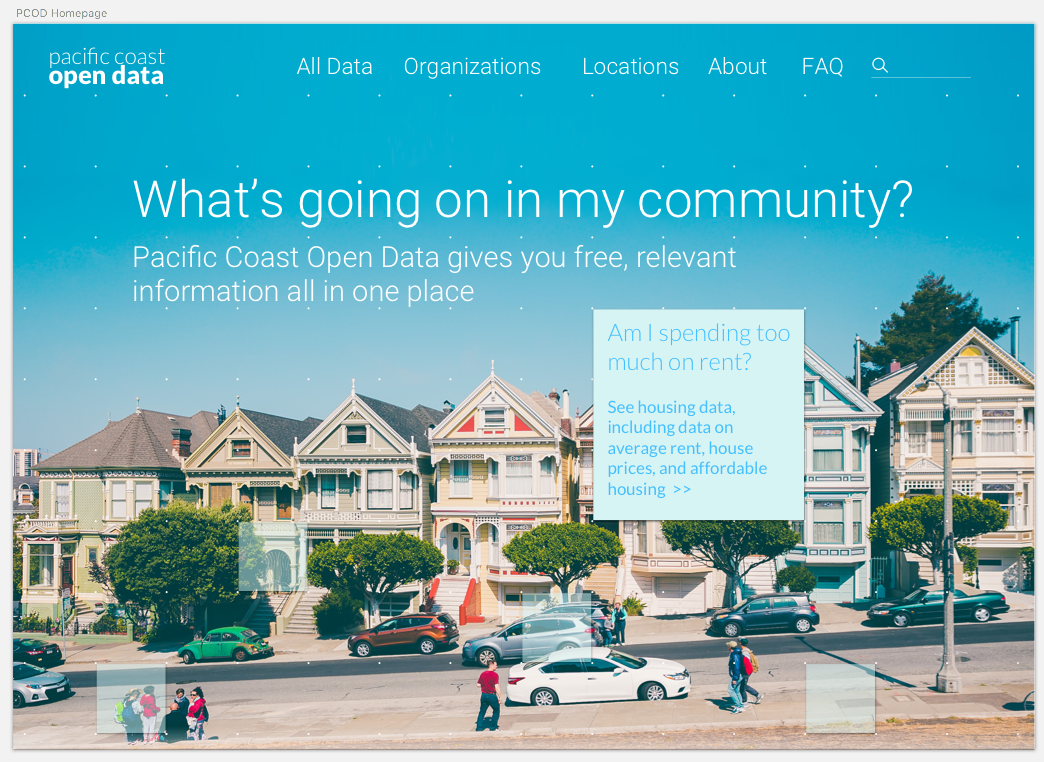 PCOD Homepage
pacific coast
open data
All Data Organizations Locations About FAQ
What's going on in my community?
Pacific Coast Open Data gives you free, relevant
information all in one place
Am I spending too
much on rent?
See housing data,
including data on
average rent, house
prices, and affordable
housing >>